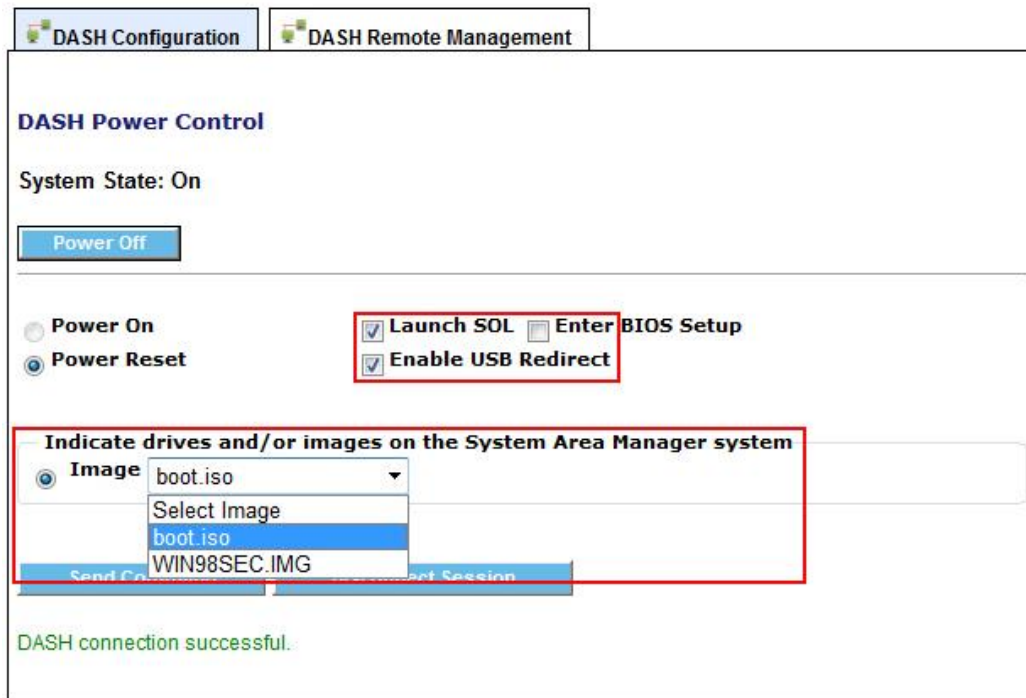 DASH Configuration DASH Remote Management
DASH Power Control
System State: On
Power Off
Power On Launch SOL Enter BIOS Setup
Power Reset Enable USB Redirect
Indicate drives and/or images on the System Area Manager system
Image boot.iso
Select Image
boot.iso
WIN98SEC.IMG
Send Session
DASH connection successful.